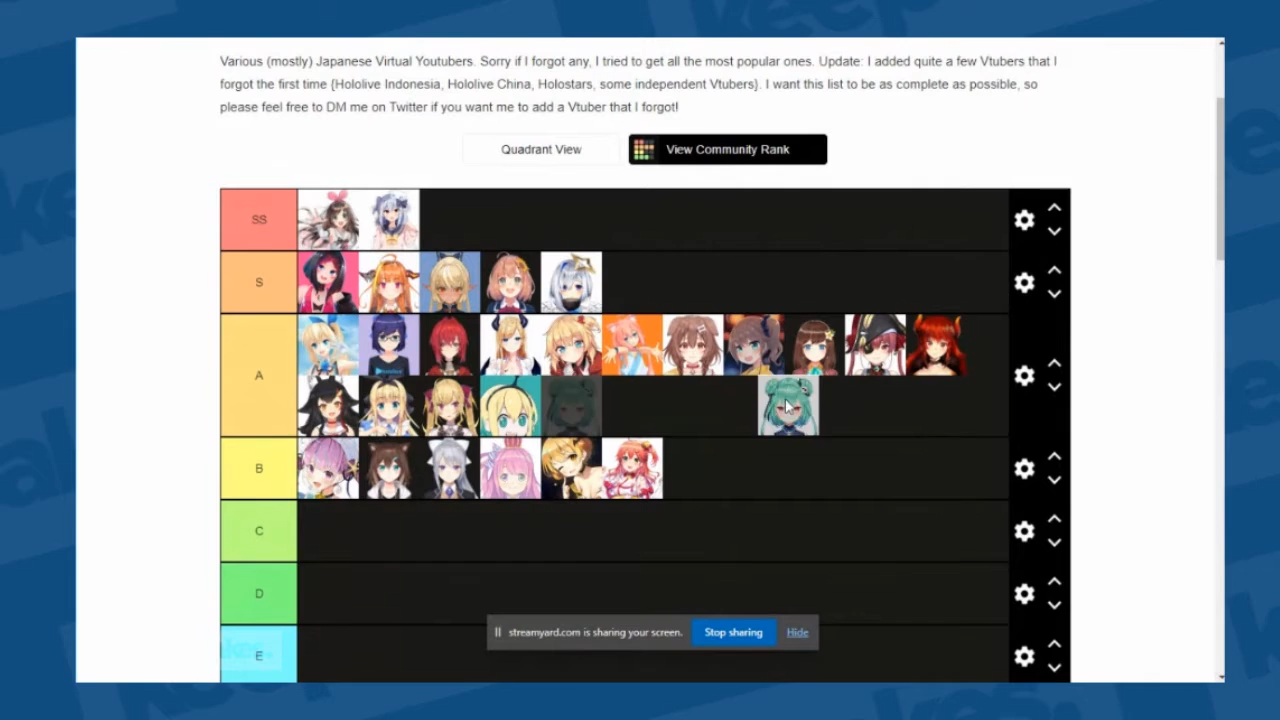 Various (mostly) Japanese Virtual Youtubers. Sorry if I forgot any, I tried to get all the most popular ones. Update: I added quite a few Vtubers that I
forgot the first time {Hololive Indonesia, Hololive China, Holostars, some independent Vtubers}. I want this list to be as complete as possible, so
please feel free to DM me on Twitter if you want me to add a Vtuber that I forgot!
Quadrant View
View Community Rank
SS
S
A
B
C
D
streamyard.com is sharing your screen.
Stop sharing
Hide
E